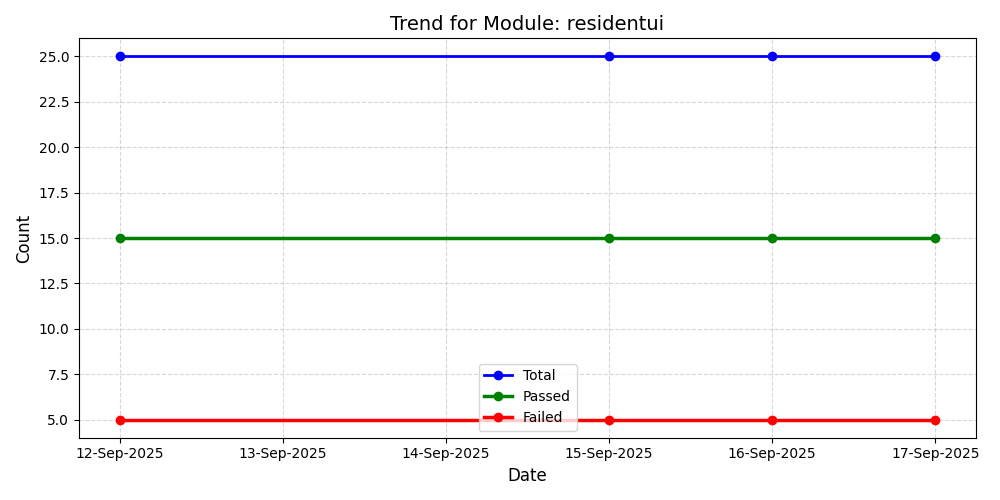 Trend for Module: residentui
Count
25.0
22.5
20.0
17.5
15.0
12.5
10.0
7.5
5.0
Total
Passed
Failed
12-Sep-2025 13-Sep-2025 14-Sep-2025 15-Sep-2025 16-Sep-2025 17-Sep-2025
Date